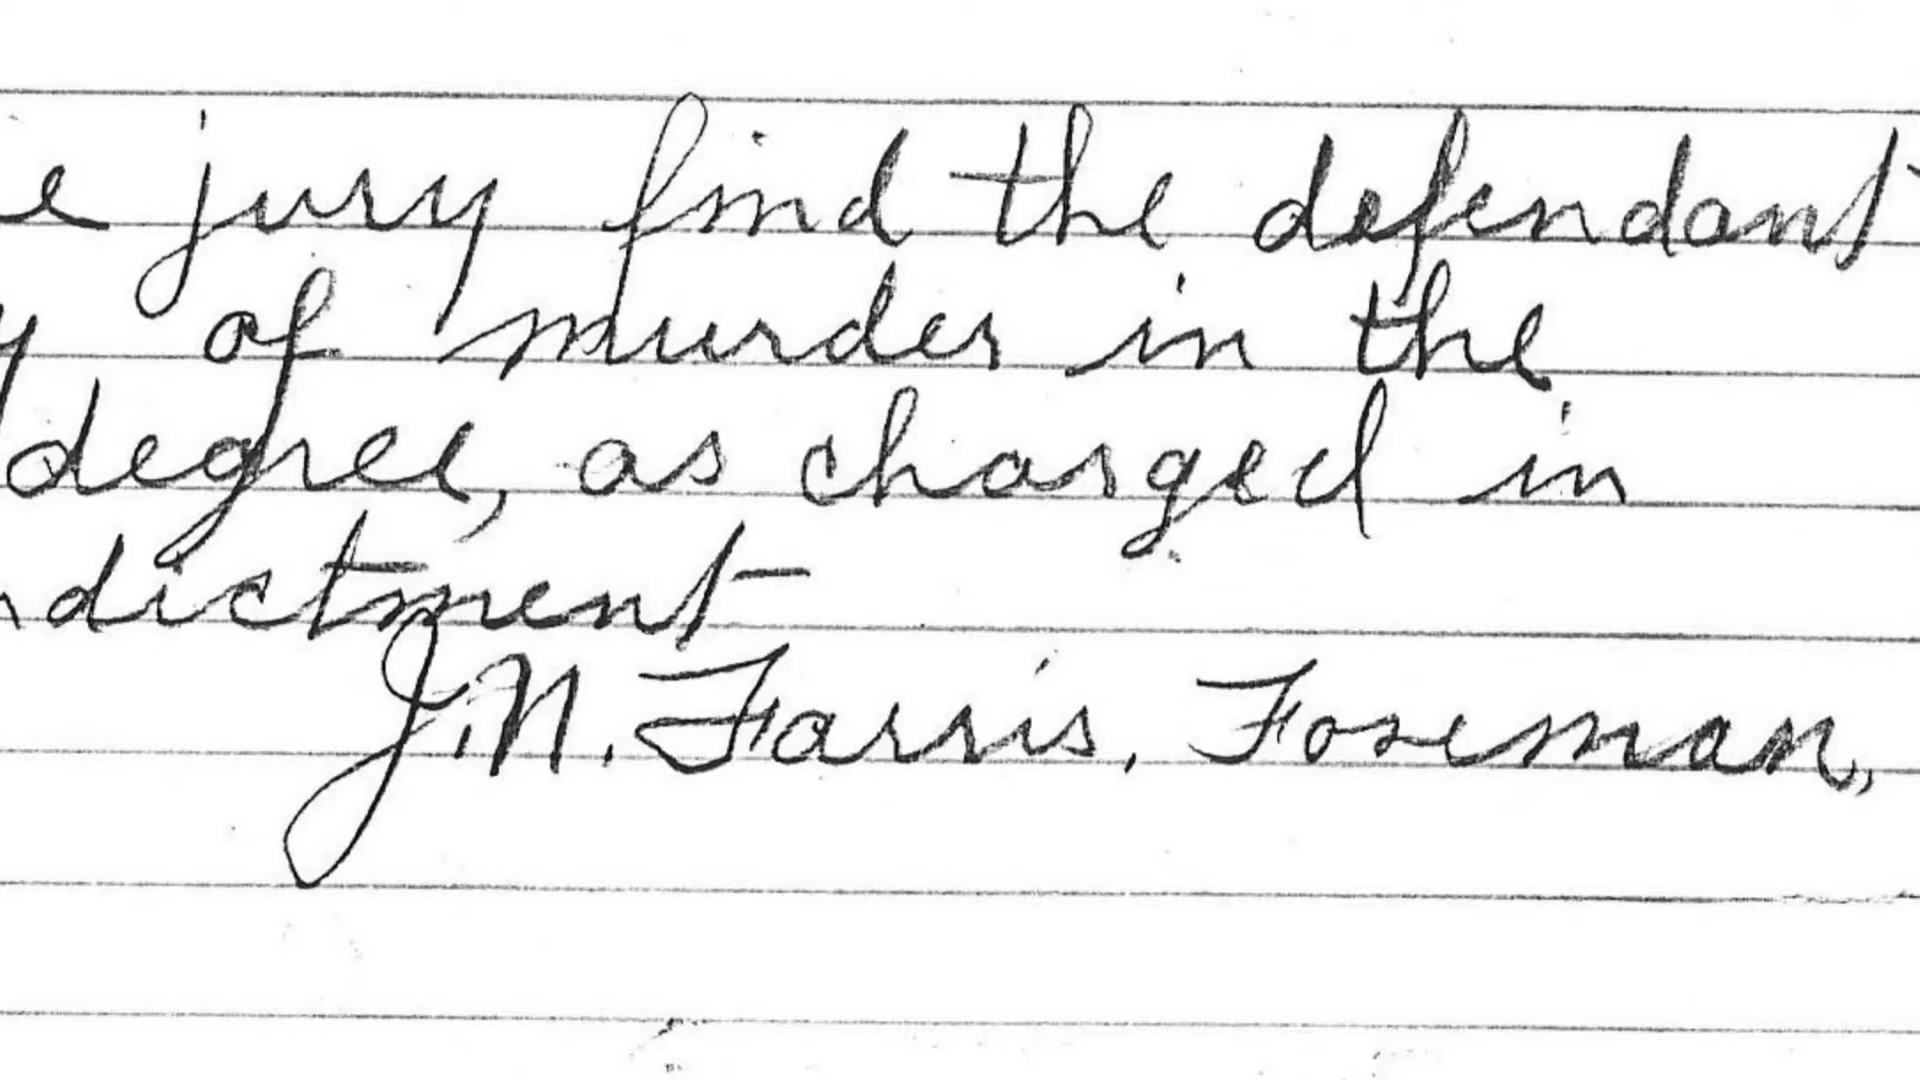 e jury find the defendant
y of murder in the
degree, as charged in
ndictment
J.N. Farris, Foreman,